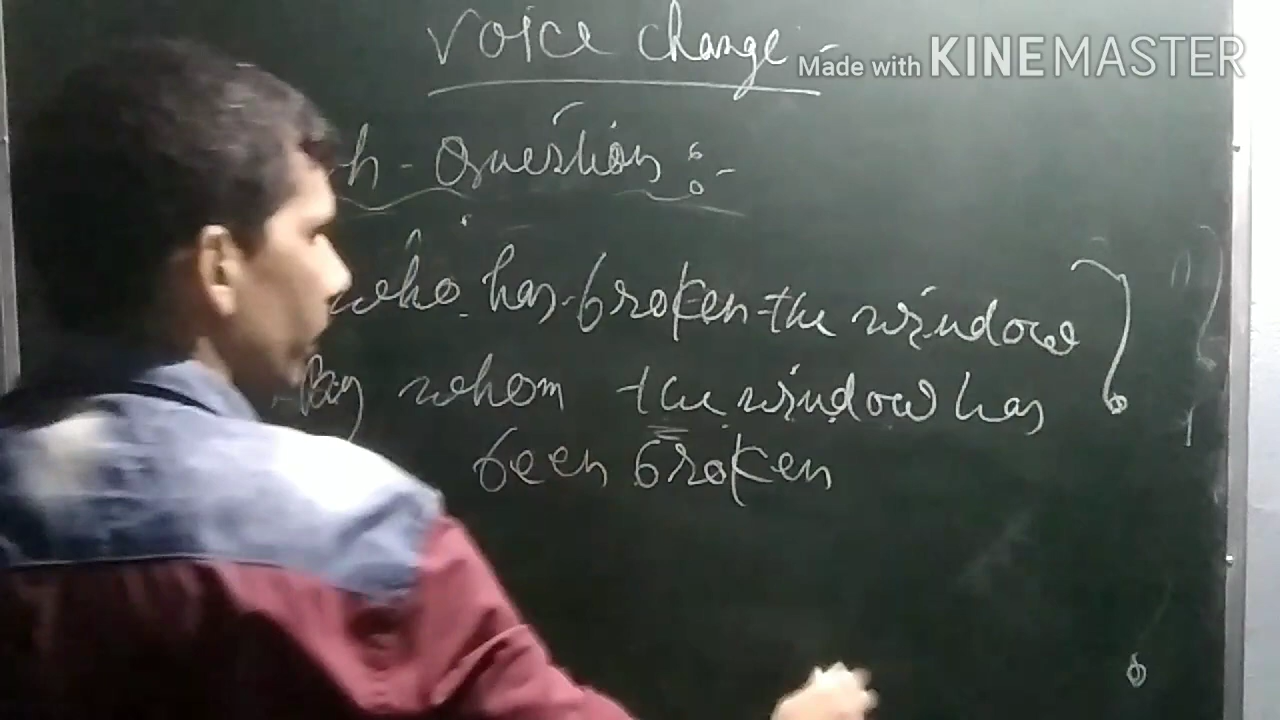 Voice change -
Made with KINEMASTER
h - Question :-
who has broken the window
By whom the window has
been broken